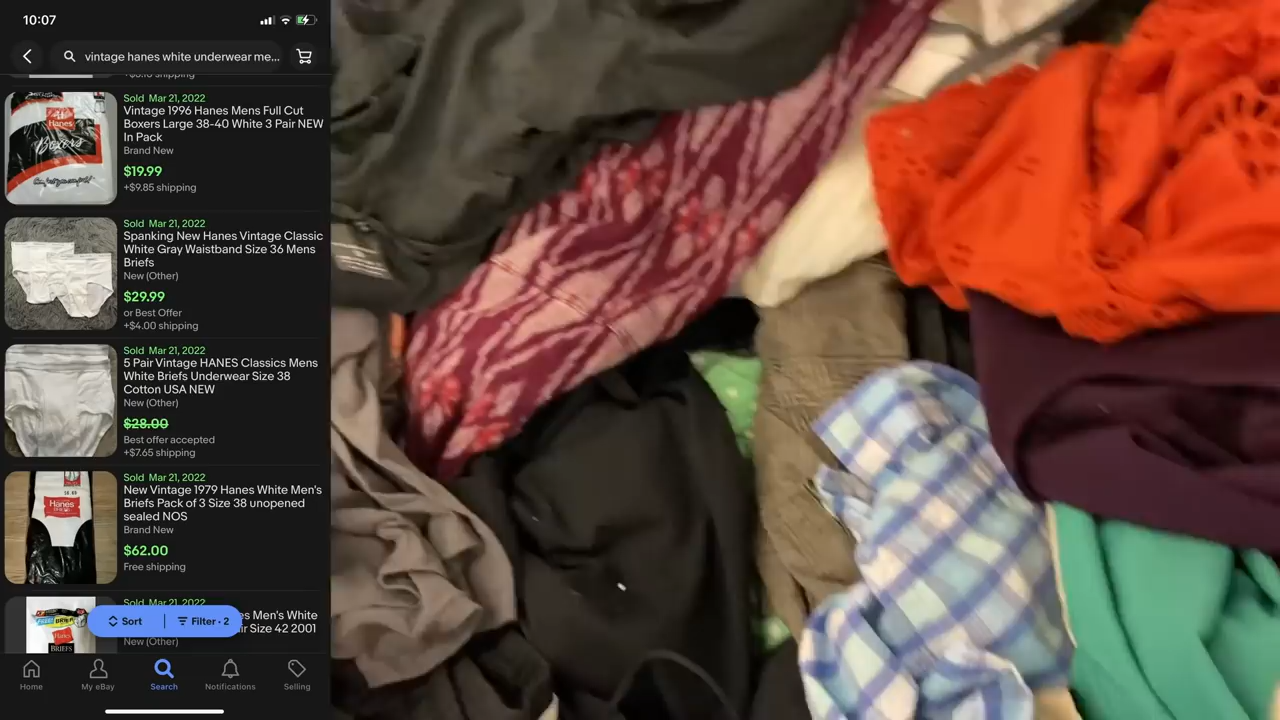 10:07
vintage hanes white underwear me...
+$8.10 shipping
Sold Mar 21, 2022
Vintage 1996 Hanes Mens Full Cut
Boxers Large 38-40 White 3 Pair NEW
In Pack
Brand New
$19.99
+$9.85 shipping
Hanes
Boxers
Sold Mar 21, 2022
Spanking New Hanes Vintage Classic
White Gray Waistband Size 36 Mens
Briefs
New (Other)
$29.99
or Best Offer
+$4.00 shipping
Sold Mar 21, 2022
5 Pair Vintage HANES Classics Mens
White Briefs Underwear Size 38
Cotton USA NEW
New (Other)
$28.00
Best offer accepted
+$7.65 shipping
Sold Mar 21, 2022
New Vintage 1979 Hanes White Men's
Briefs Pack of 3 Size 38 unopened
sealed NOS
Brand New
$62.00
Free shipping
Hanes
Sold Mar 21, 2022
es Men's White
ir Size 42 2001
New (Other)
Hanes
BRIEFS
Sort
Filter · 2
Home
My eBay
Search
Notifications
Selling